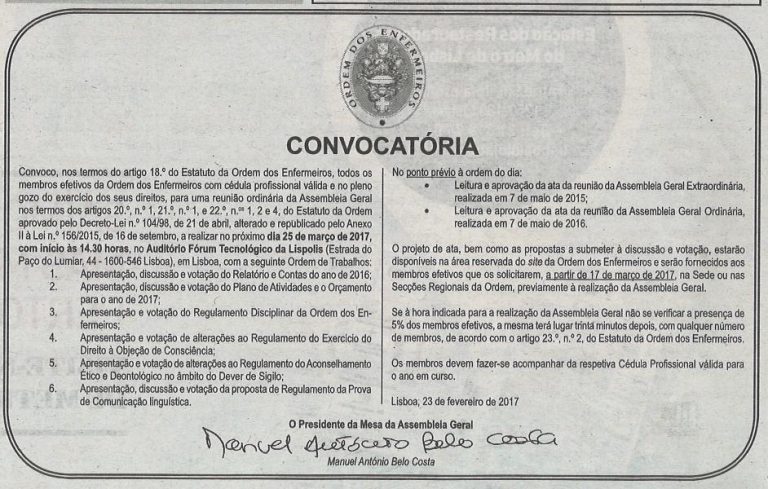 ORDEM DOS ENFERMEIROS
CONVOCATÓRIA
Convoco, nos termos do artigo 18.º do Estatuto da Ordem dos Enfermeiros, todos os
membros efetivos da Ordem dos Enfermeiros com cédula profissional válida e no pleno
gozo do exercício dos seus direitos, para uma reunião ordinária da Assembleia Geral
nos termos dos artigos 20.º, n.º 1, 21.º, n.º 1, e 22.º, n.ºs 1, 2 e 4, do Estatuto da Ordem
aprovado pelo Decreto-Lei n.º 104/98, de 21 de abril, alterado e republicado pelo Anexo
II à Lei n.º 156/2015, de 16 de setembro, a realizar no próximo dia 25 de março de 2017,
com início às 14.30 horas, no Auditório Fórum Tecnológico da Lispolis (Estrada do
Paço do Lumiar, 44 - 1600-546 Lisboa), em Lisboa, com a seguinte Ordem de Trabalhos:
1. Apresentação, discussão e votação do Relatório e Contas do ano de 2016;
2. Apresentação, discussão e votação do Plano de Atividades e o Orçamento
para o ano de 2017;
3. Apresentação e votação do Regulamento Disciplinar da Ordem dos En-
fermeiros;
4. Apresentação e votação de alterações ao Regulamento do Exercício do
Direito à Objeção de Consciência;
5. Apresentação e votação de alterações ao Regulamento do Aconselhamento
Ético e Deontológico no âmbito do Dever de Sigilo;
6. Apresentação, discussão e votação da proposta de Regulamento da Prova
de Comunicação linguística.
No ponto prévio à ordem do dia:
• Leitura e aprovação da ata da reunião da Assembleia Geral Extraordinária,
realizada em 7 de maio de 2015;
• Leitura e aprovação da ata da reunião da Assembleia Geral Ordinária,
realizada em 7 de maio de 2016.
O projeto de ata, bem como as propostas a submeter à discussão e votação, estarão
disponíveis na área reservada do site da Ordem dos Enfermeiros e serão fornecidos aos
membros efetivos que os solicitarem, a partir de 17 de março de 2017, na Sede ou nas
Secções Regionais da Ordem, previamente à realização da Assembleia Geral.
Se à hora indicada para a realização da Assembleia Geral não se verificar a presença de
5% dos membros efetivos, a mesma terá lugar trinta minutos depois, com qualquer número
de membros, de acordo com o artigo 23.º, n.º 2, do Estatuto da Ordem dos Enfermeiros.
Os membros devem fazer-se acompanhar da respetiva Cédula Profissional válida para
o ano em curso.
Lisboa, 23 de fevereiro de 2017
O Presidente da Mesa da Assembleia Geral
Manuel António Belo Costa
Manuel António Belo Costa